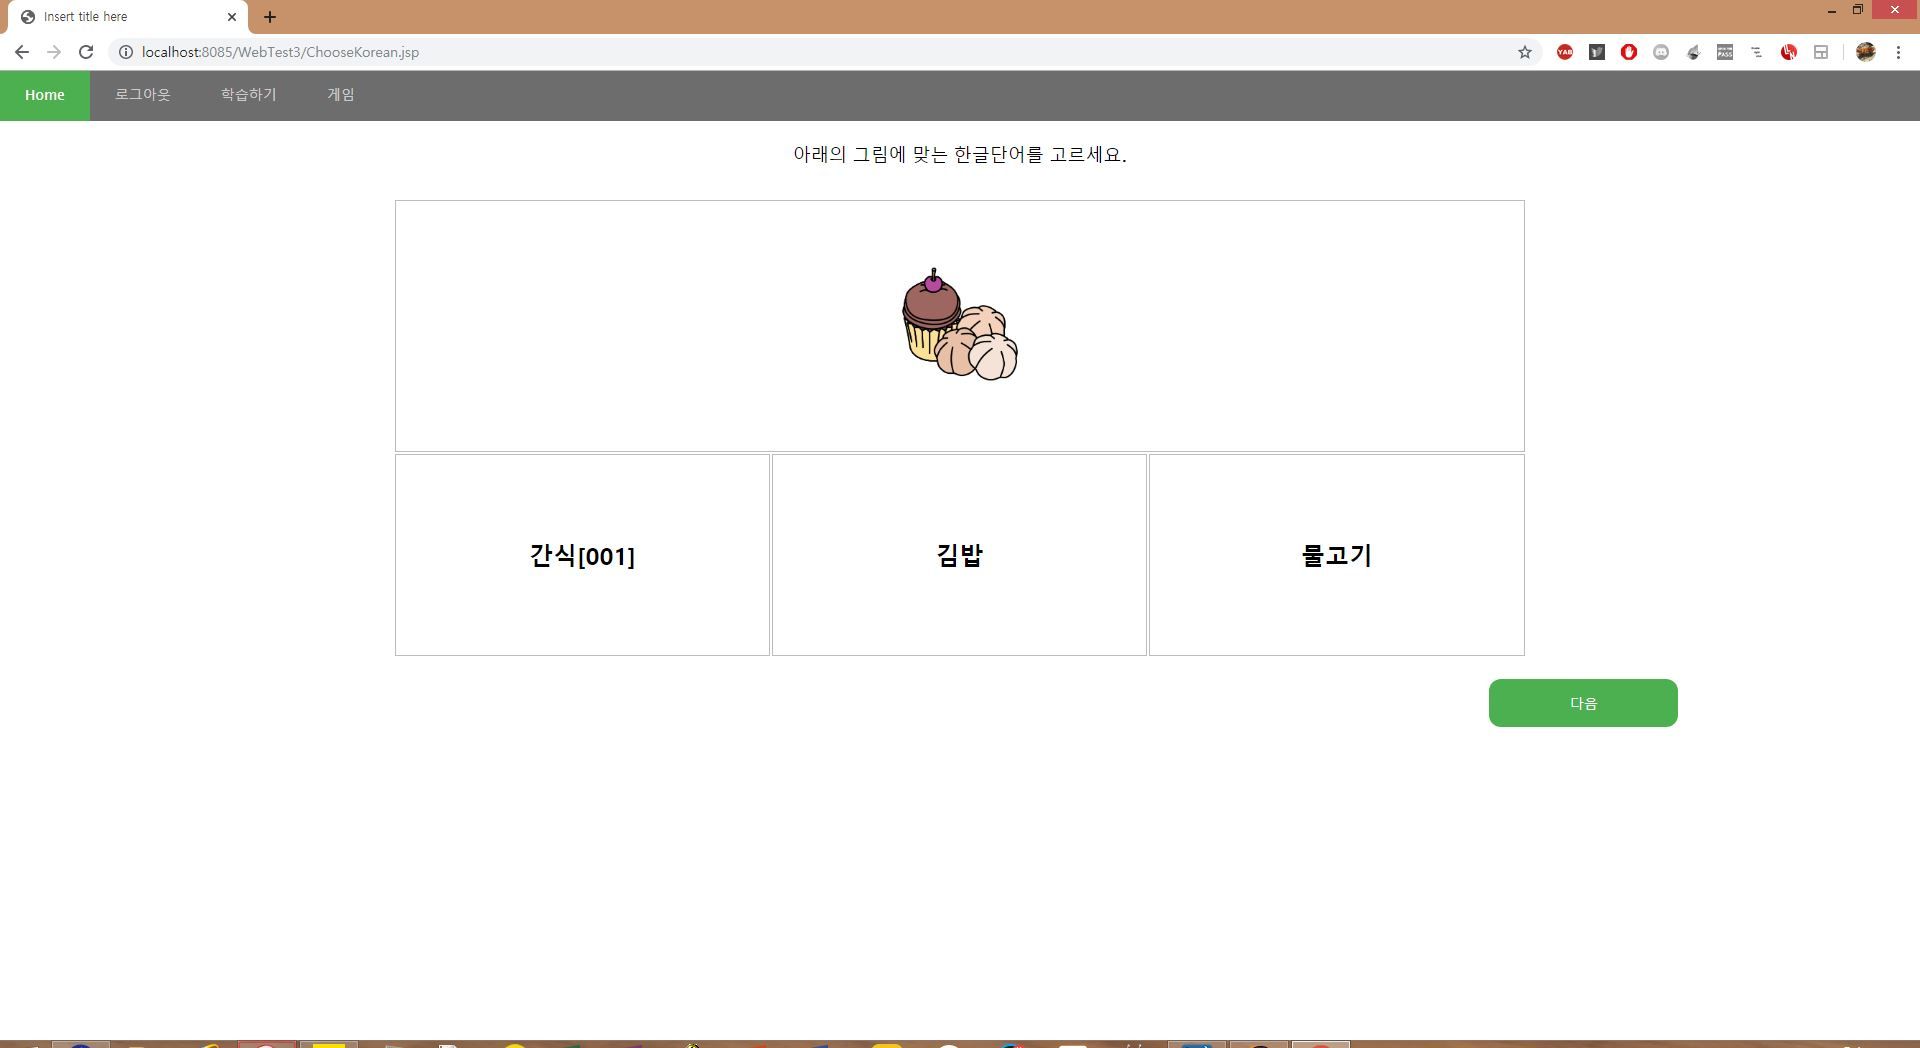 Insert title here
localhost:8085/WebTest3/ChooseKorean.jsp
Home 로그아웃 학습하기 게임
아래의 그림에 맞는 한글단어를 고르세요.
간식[001] 김밥 물고기
다음